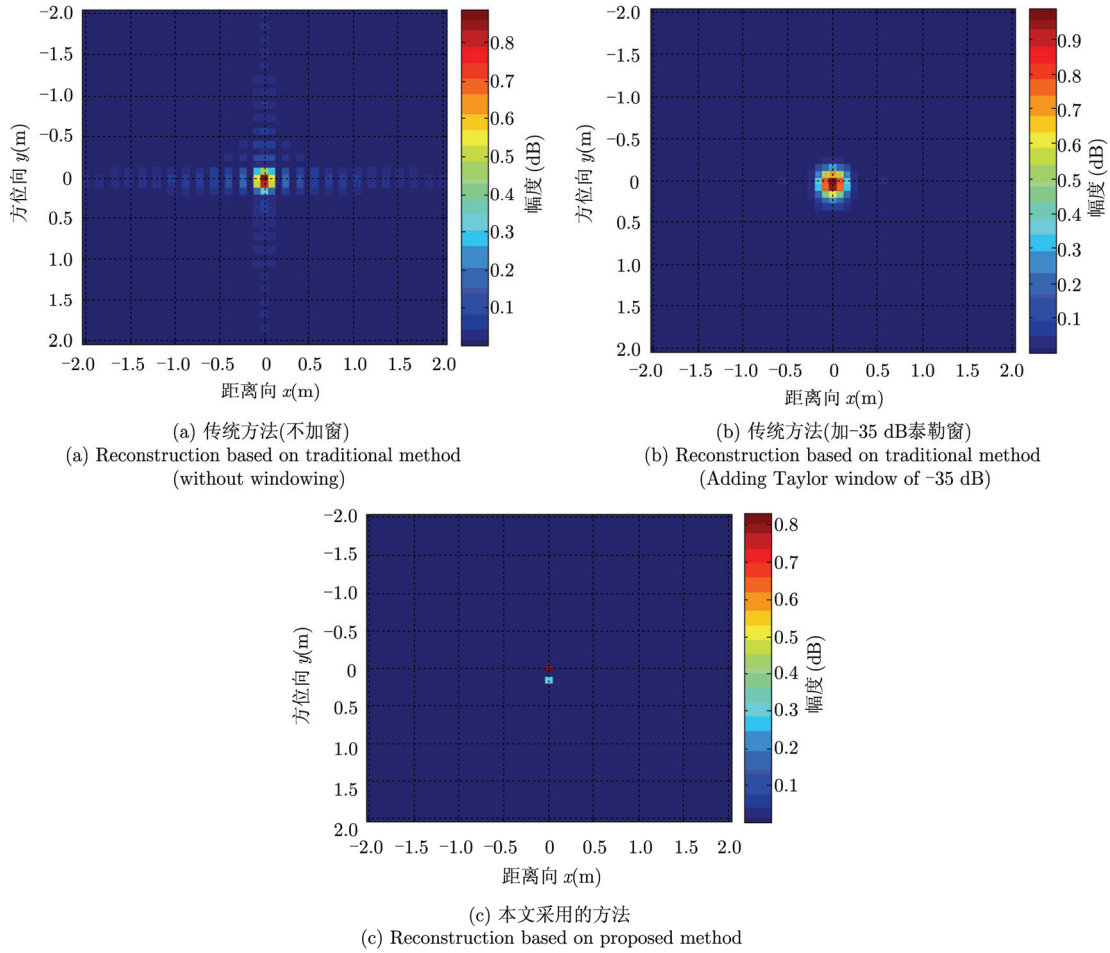 −2.0
−1.5
−1.0
−0.5
0
0.5
1.0
1.5
2.0
方位向 y(m)
−2.0 −1.5 −1.0 −0.5 0 0.5 1.0 1.5 2.0
距离向 x(m)
0.8
0.7
0.6
0.5
0.4
0.3
0.2
0.1
幅度 (dB)
(a) 传统方法(不加窗)
(a) Reconstruction based on traditional method
(without windowing)
−2.0
−1.5
−1.0
−0.5
0
0.5
1.0
1.5
2.0
方位向 y(m)
−2.0 −1.5 −1.0 −0.5 0 0.5 1.0 1.5 2.0
距离向 x(m)
0.9
0.8
0.7
0.6
0.5
0.4
0.3
0.2
0.1
幅度 (dB)
(b) 传统方法(加−35 dB泰勒窗)
(b) Reconstruction based on traditional method
(Adding Taylor window of −35 dB)
−2.0
−1.5
−1.0
−0.5
0
0.5
1.0
1.5
2.0
方位向 y(m)
−2.0 −1.5 −1.0 −0.5 0 0.5 1.0 1.5 2.0
距离向 x(m)
0.8
0.7
0.6
0.5
0.4
0.3
0.2
0.1
幅度 (dB)
(c) 本文采用的方法
(c) Reconstruction based on proposed method